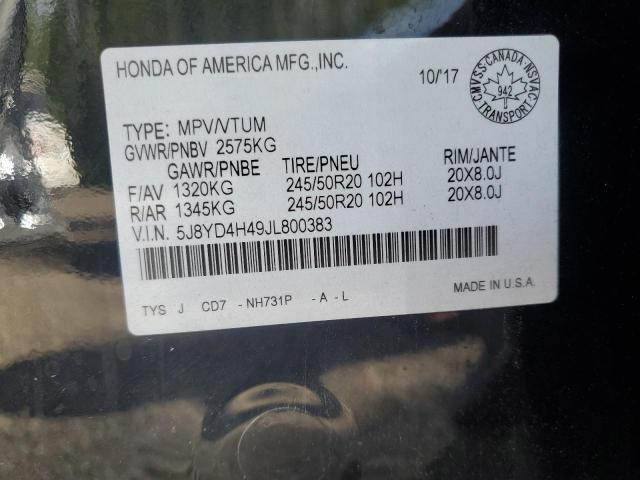 HONDA OF AMERICA MFG.,INC.
10/'17
CMVSS·CANADA·NSVAC
942
TRANSPORT
TYPE: MPV/VTUM
GVWR/PNBV 2575KG
GAWR/PNBE TIRE/PNEU RIM/JANTE
F/AV 1320KG 245/50R20 102H 20X8.0J
R/AR 1345KG 245/50R20 102H 20X8.0J
V.I.N. 5J8YD4H49JL800383
TYS J CD7 - NH731P - A - L
MADE IN U.S.A.